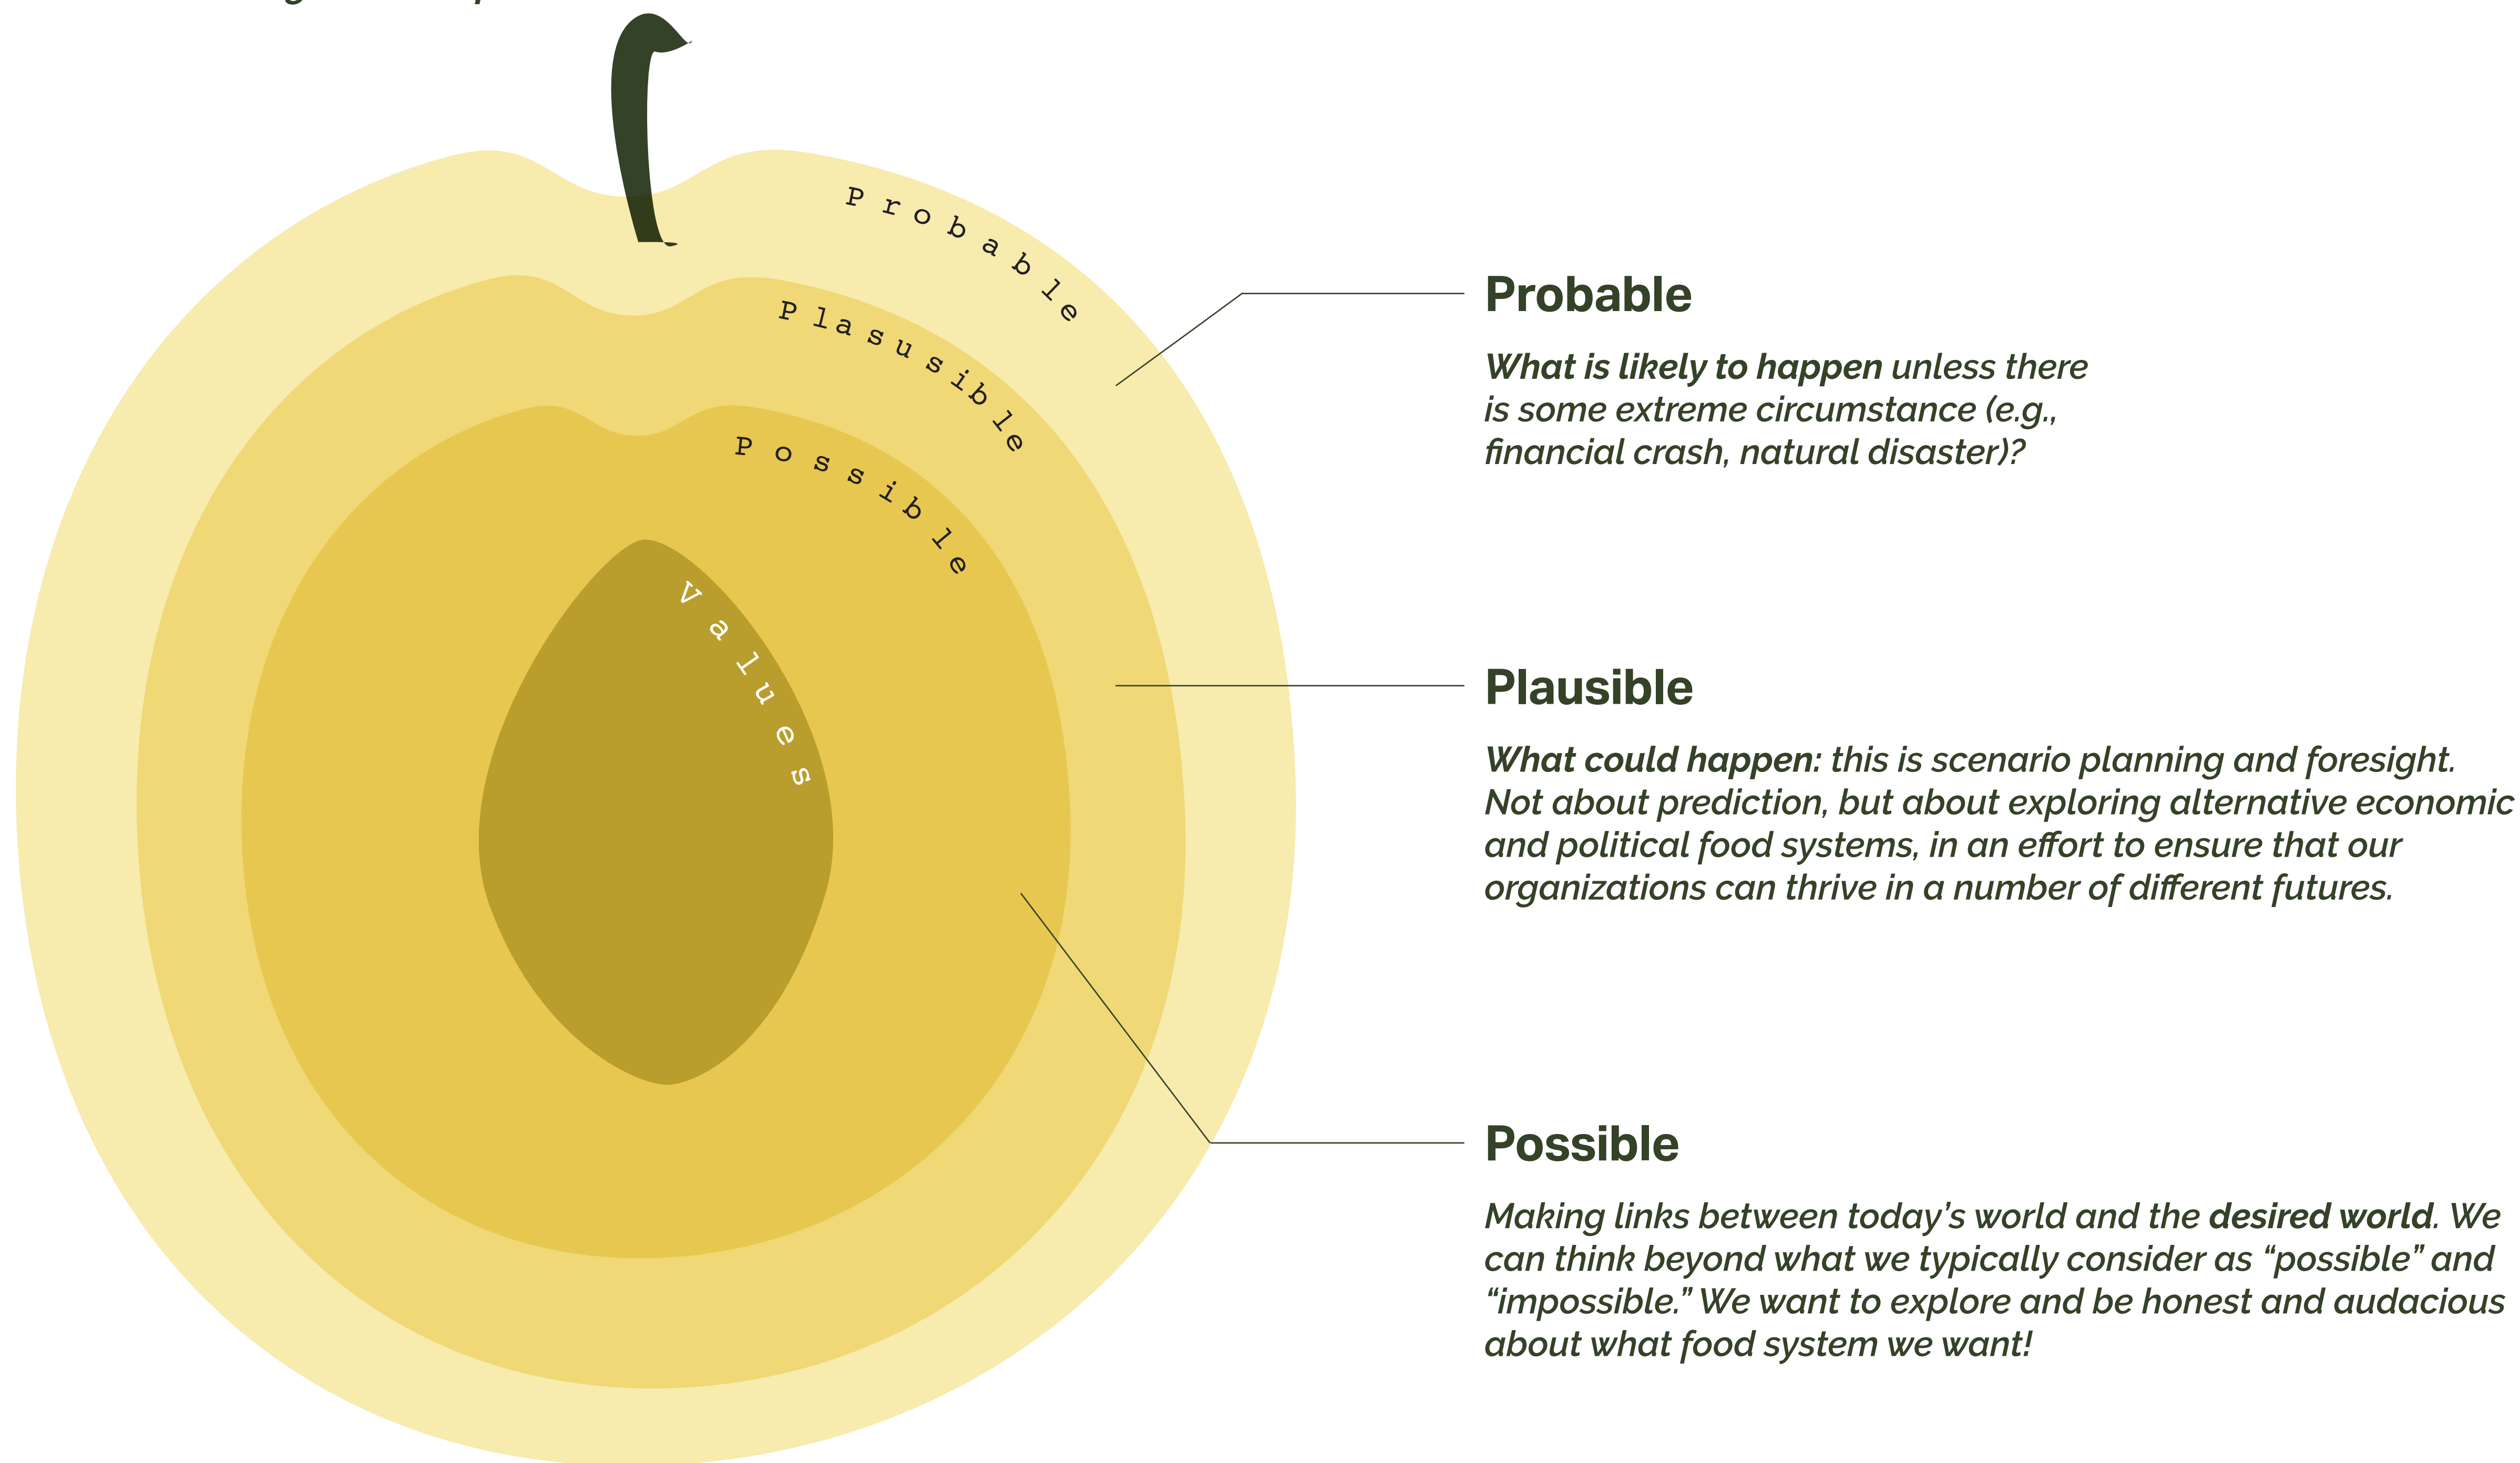 Probable
Plasusible
Possible
Values
Probable
What is likely to happen unless there
is some extreme circumstance (e.g.,
financial crash, natural disaster)?
Plausible
What could happen: this is scenario planning and foresight.
Not about prediction, but about exploring alternative economic
and political food systems, in an effort to ensure that our
organizations can thrive in a number of different futures.
Possible
Making links between today’s world and the desired world. We
can think beyond what we typically consider as “possible” and
“impossible.” We want to explore and be honest and audacious
about what food system we want!